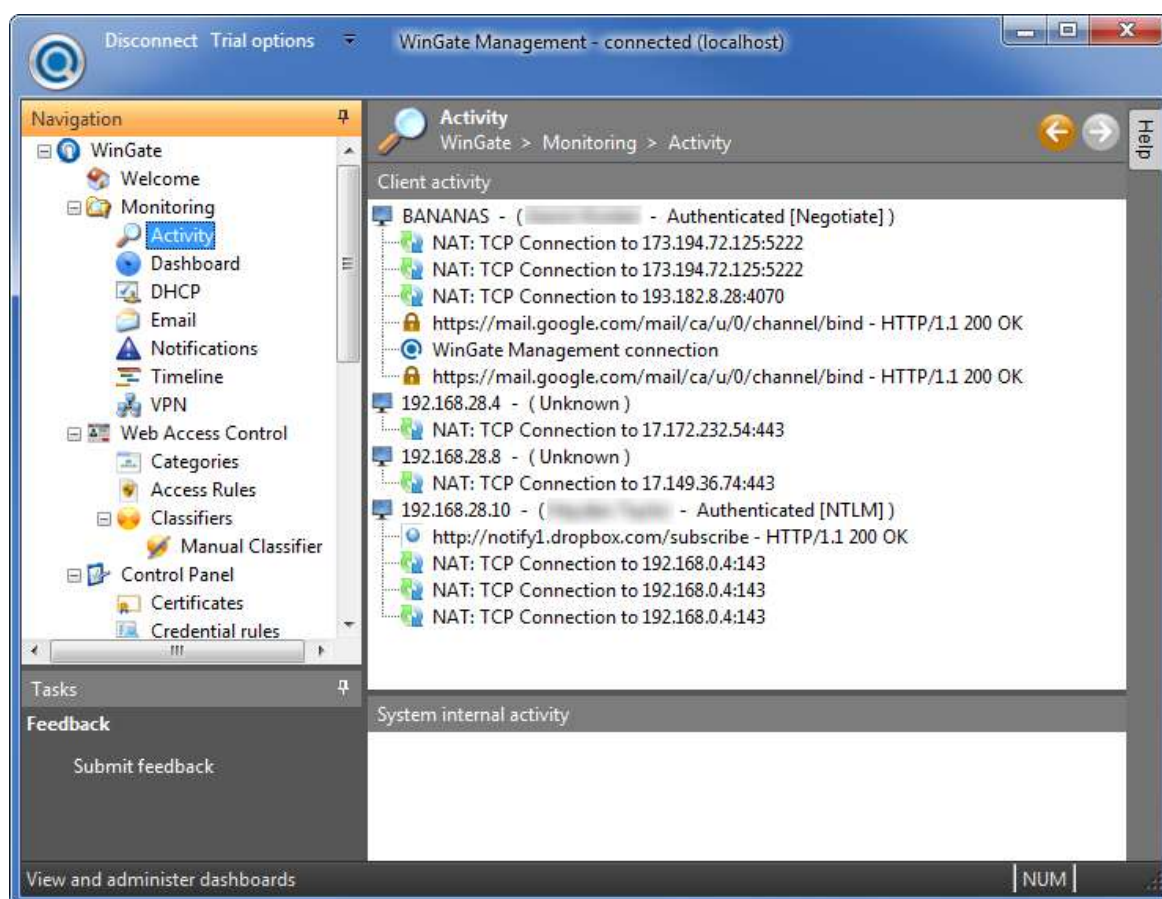 Disconnect Trial options
WinGate Management - connected (localhost)
Navigation
WinGate
Welcome
Monitoring
Activity
Dashboard
DHCP
Email
Notifications
Timeline
VPN
Web Access Control
Categories
Access Rules
Classifiers
Manual Classifier
Control Panel
Certificates
Credential rules
Tasks
Feedback
Submit feedback
Activity
WinGate > Monitoring > Activity
Help
Client activity
BANANAS - ( - Authenticated [Negotiate] )
NAT: TCP Connection to 173.194.72.125:5222
NAT: TCP Connection to 173.194.72.125:5222
NAT: TCP Connection to 193.182.8.28:4070
https://mail.google.com/mail/ca/u/0/channel/bind - HTTP/1.1 200 OK
WinGate Management connection
https://mail.google.com/mail/ca/u/0/channel/bind - HTTP/1.1 200 OK
192.168.28.4 - ( Unknown )
NAT: TCP Connection to 17.172.232.54:443
192.168.28.8 - ( Unknown )
NAT: TCP Connection to 17.149.36.74:443
192.168.28.10 - ( - Authenticated [NTLM] )
http://notify1.dropbox.com/subscribe - HTTP/1.1 200 OK
NAT: TCP Connection to 192.168.0.4:143
NAT: TCP Connection to 192.168.0.4:143
NAT: TCP Connection to 192.168.0.4:143
System internal activity
View and administer dashboards
NUM